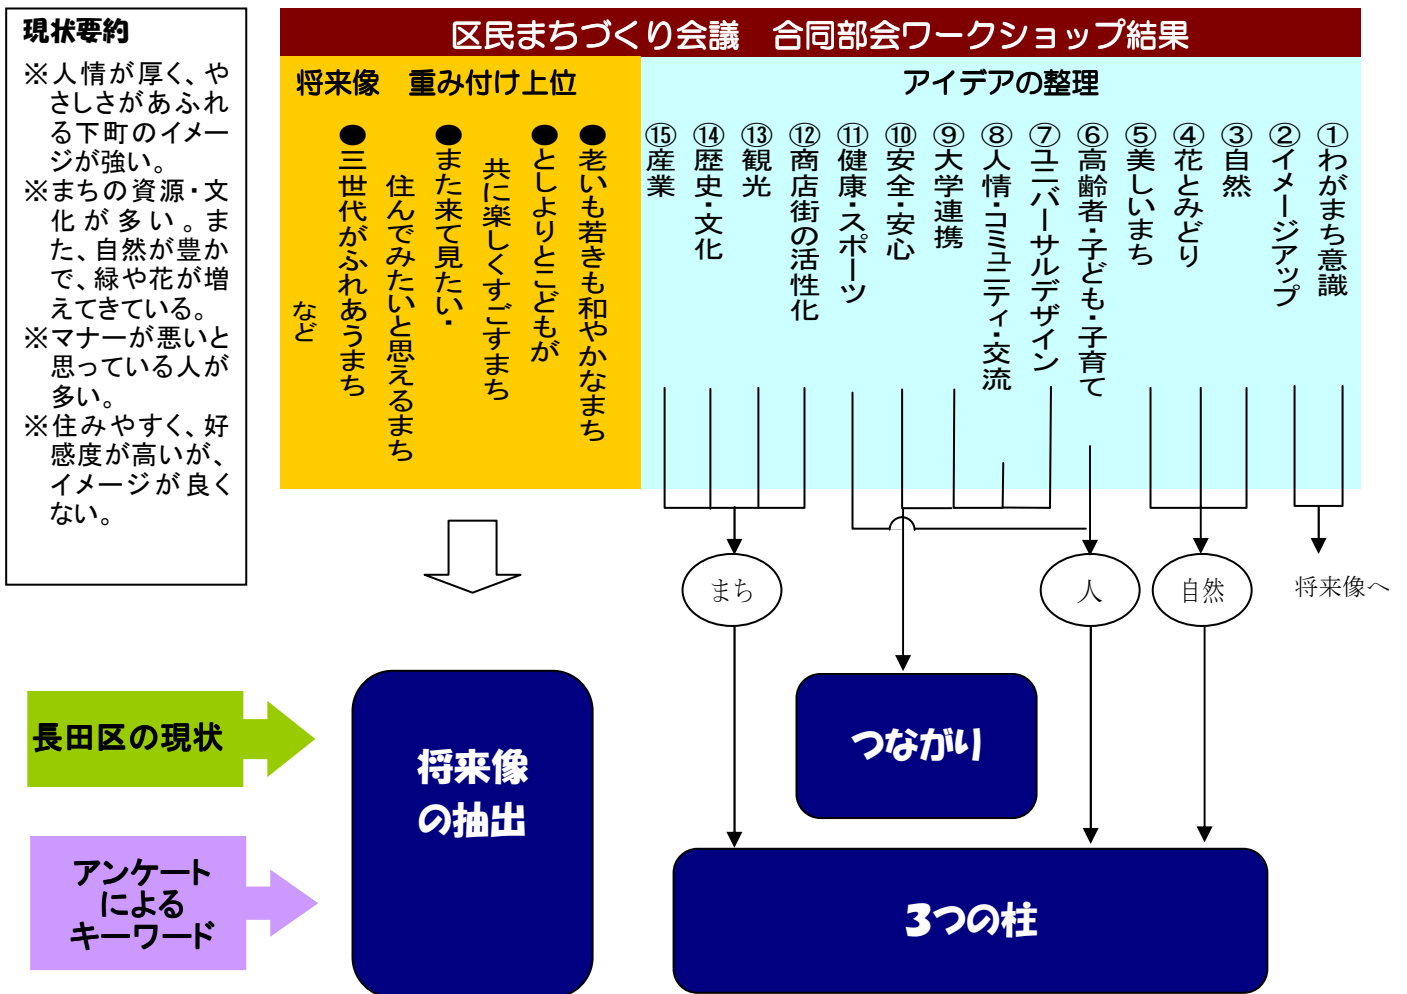 現状要約
※人情が厚く、や
さしさがあふれ
る下町のイメー
ジが強い。
※まちの資源・文
化が多い。ま
た、自然が豊か
で、緑や花が増
えてきている。
※マナーが悪いと
思っている人が
多い。
※住みやすく、好
感度が高いが、
イメージが良く
ない。
区民まちづくり会議　合同部会ワークショップ結果
将来像　重み付け上位
●老いも若きも和やかなまち
●としよりとこどもが
共に楽しくすごすまち
●また来て見たい・
住んでみたいと思えるまち
●三世代がふれあうまち
など
アイデアの整理
①わがまち意識
②イメージアップ
③自然
④花とみどり
⑤美しいまち
⑥高齢者・子ども・子育て
⑦ユニバーサルデザイン
⑧人情・コミュニティ・交流
⑨大学連携
⑩安全・安心
⑪健康・スポーツ
⑫商店街の活性化
⑬観光
⑭歴史・文化
⑮産業
まち
人
自然
将来像へ
長田区の現状
アンケート
による
キーワード
将来像
の抽出
つながり
3つの柱